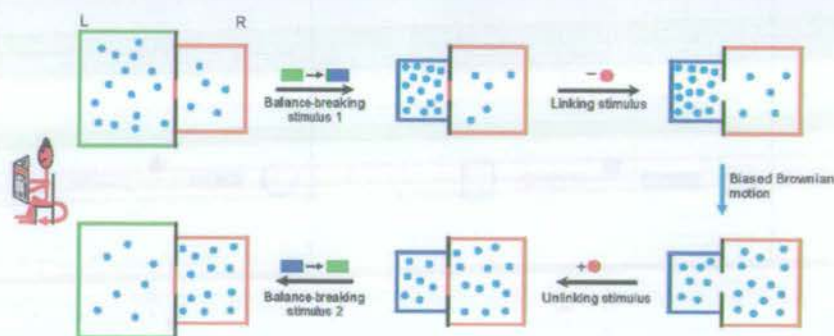 L R
Balance-breaking
stimulus 1
Linking stimulus
Biased Brownian
motion
Unlinking stimulus
Balance-breaking
stimulus 2